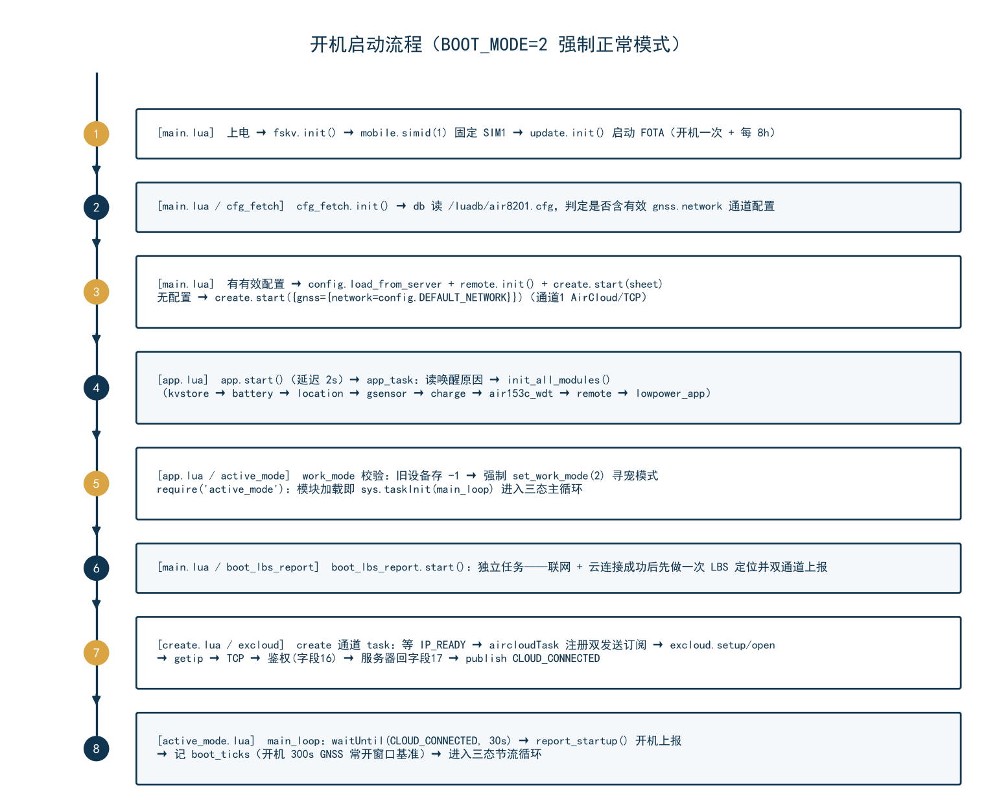 开机启动流程（BOOT_MODE=2 强制正常模式）
1
[main.lua] 上电 → fskv.init() → mobile.simid(1) 固定 SIM1 → update.init() 启动 FOTA（开机一次 + 每 8h）
2
[main.lua / cfg_fetch] cfg_fetch.init() → db 读 /luadb/air8201.cfg，判定是否含有效 gnss.network 通道配置
3
[main.lua] 有有效配置 → config.load_from_server + remote.init() + create.start(sheet)
无配置 → create.start({gnss={network=config.DEFAULT_NETWORK}})（通道1 AirCloud/TCP）
4
[app.lua] app.start()（延迟 2s）→ app_task：读唤醒原因 → init_all_modules()
（kvstore → battery → location → gsensor → charge → air153c_wdt → remote → lowpower_app）
5
[app.lua / active_mode] work_mode 校验：旧设备存 -1 → 强制 set_work_mode(2) 寻宠模式
require('active_mode')：模块加载即 sys.taskInit(main_loop) 进入三态主循环
6
[main.lua / boot_lbs_report] boot_lbs_report.start()：独立任务——联网 + 云连接成功后先做一次 LBS 定位并双通道上报
7
[create.lua / excloud] create 通道 task：等 IP_READY → aircloudTask 注册双发送订阅 → excloud.setup/open
→ getip → TCP → 鉴权(字段16) → 服务器回字段17 → publish CLOUD_CONNECTED
8
[active_mode.lua] main_loop：waitUntil(CLOUD_CONNECTED, 30s) → report_startup() 开机上报
→ 记 boot_ticks（开机 300s GNSS 常开窗口基准）→ 进入三态节流循环